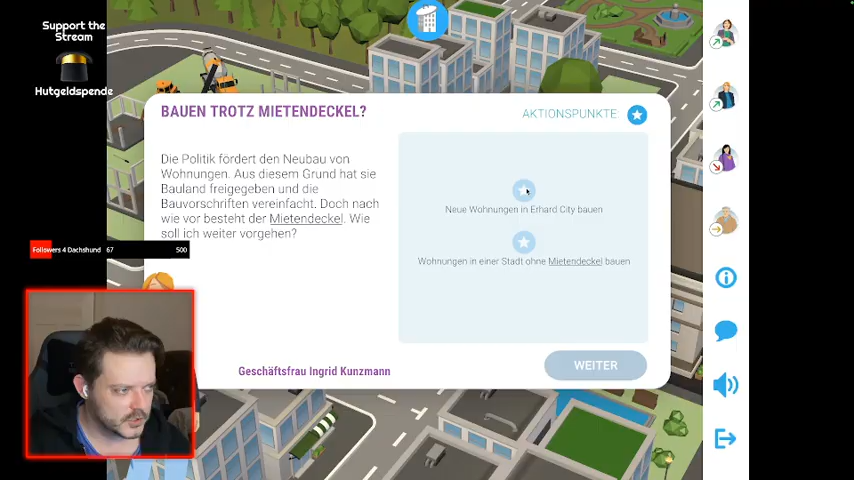 Support the
Stream
Hutgeldspende
BAUEN TROTZ MIETENDECKEL?
AKTIONSPUNKTE:
Die Politik fördert den Neubau von
Wohnungen. Aus diesem Grund hat sie
Bauland freigegeben und die
Bauvorschriften vereinfacht. Doch nach
wie vor besteht der Mietendeckel. Wie
soll ich weiter vorgehen?
Neue Wohnungen in Erhard City bauen
Wohnungen in einer Stadt ohne Mietendeckel bauen
Followers 4 Dachshund 67 500
Geschäftsfrau Ingrid Kunzmann
WEITER